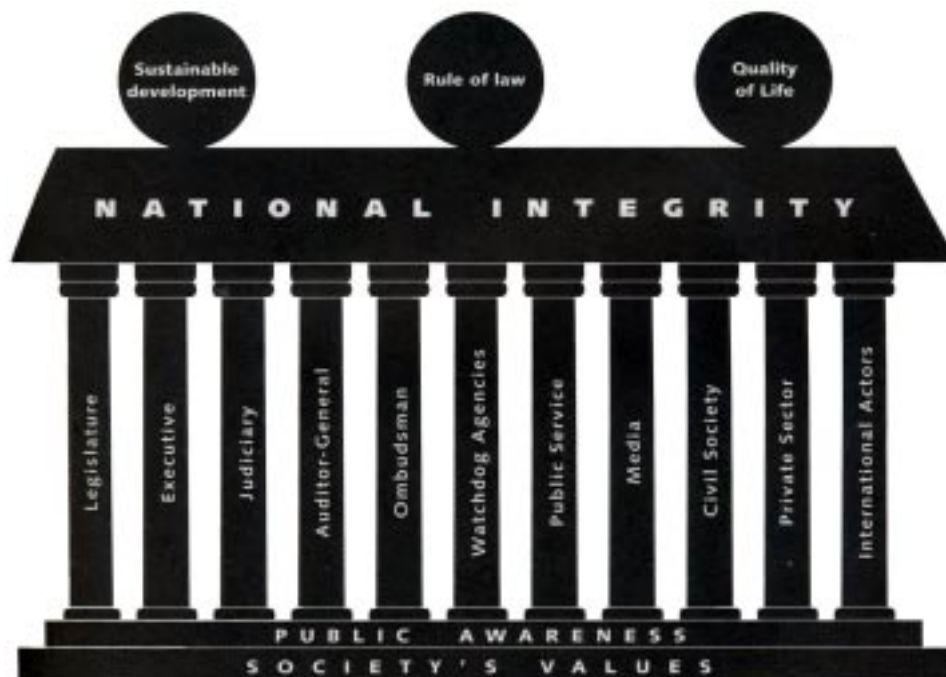 Sustainable
development
Rule of law
Quality
of Life
NATIONAL INTEGRITY
Legislature
Executive
Judiciary
Auditor-General
Ombudsman
Watchdog Agencies
Public Service
Media
Civil Society
Private Sector
International Actors
PUBLIC AWARENESS
SOCIETY'S VALUES